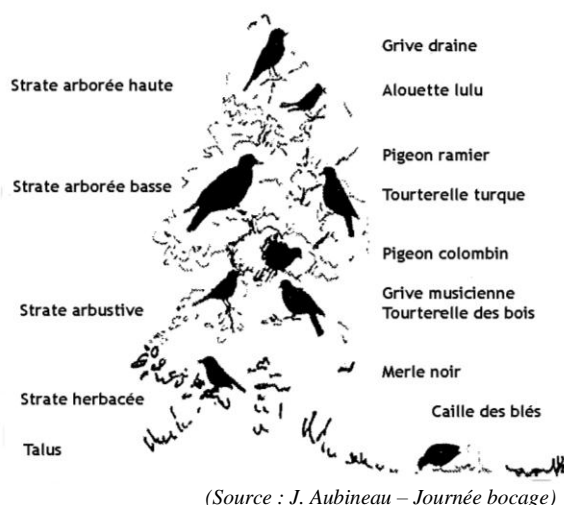 Grive draine
Strate arborée haute
Alouette lulu
Pigeon ramier
Strate arborée basse
Tourterelle turque
Pigeon colombin
Grive musicienne
Strate arbustive
Tourterelle des bois
Merle noir
Strate herbacée
Caille des blés
Talus
(Source : J. Aubineau – Journée bocage)